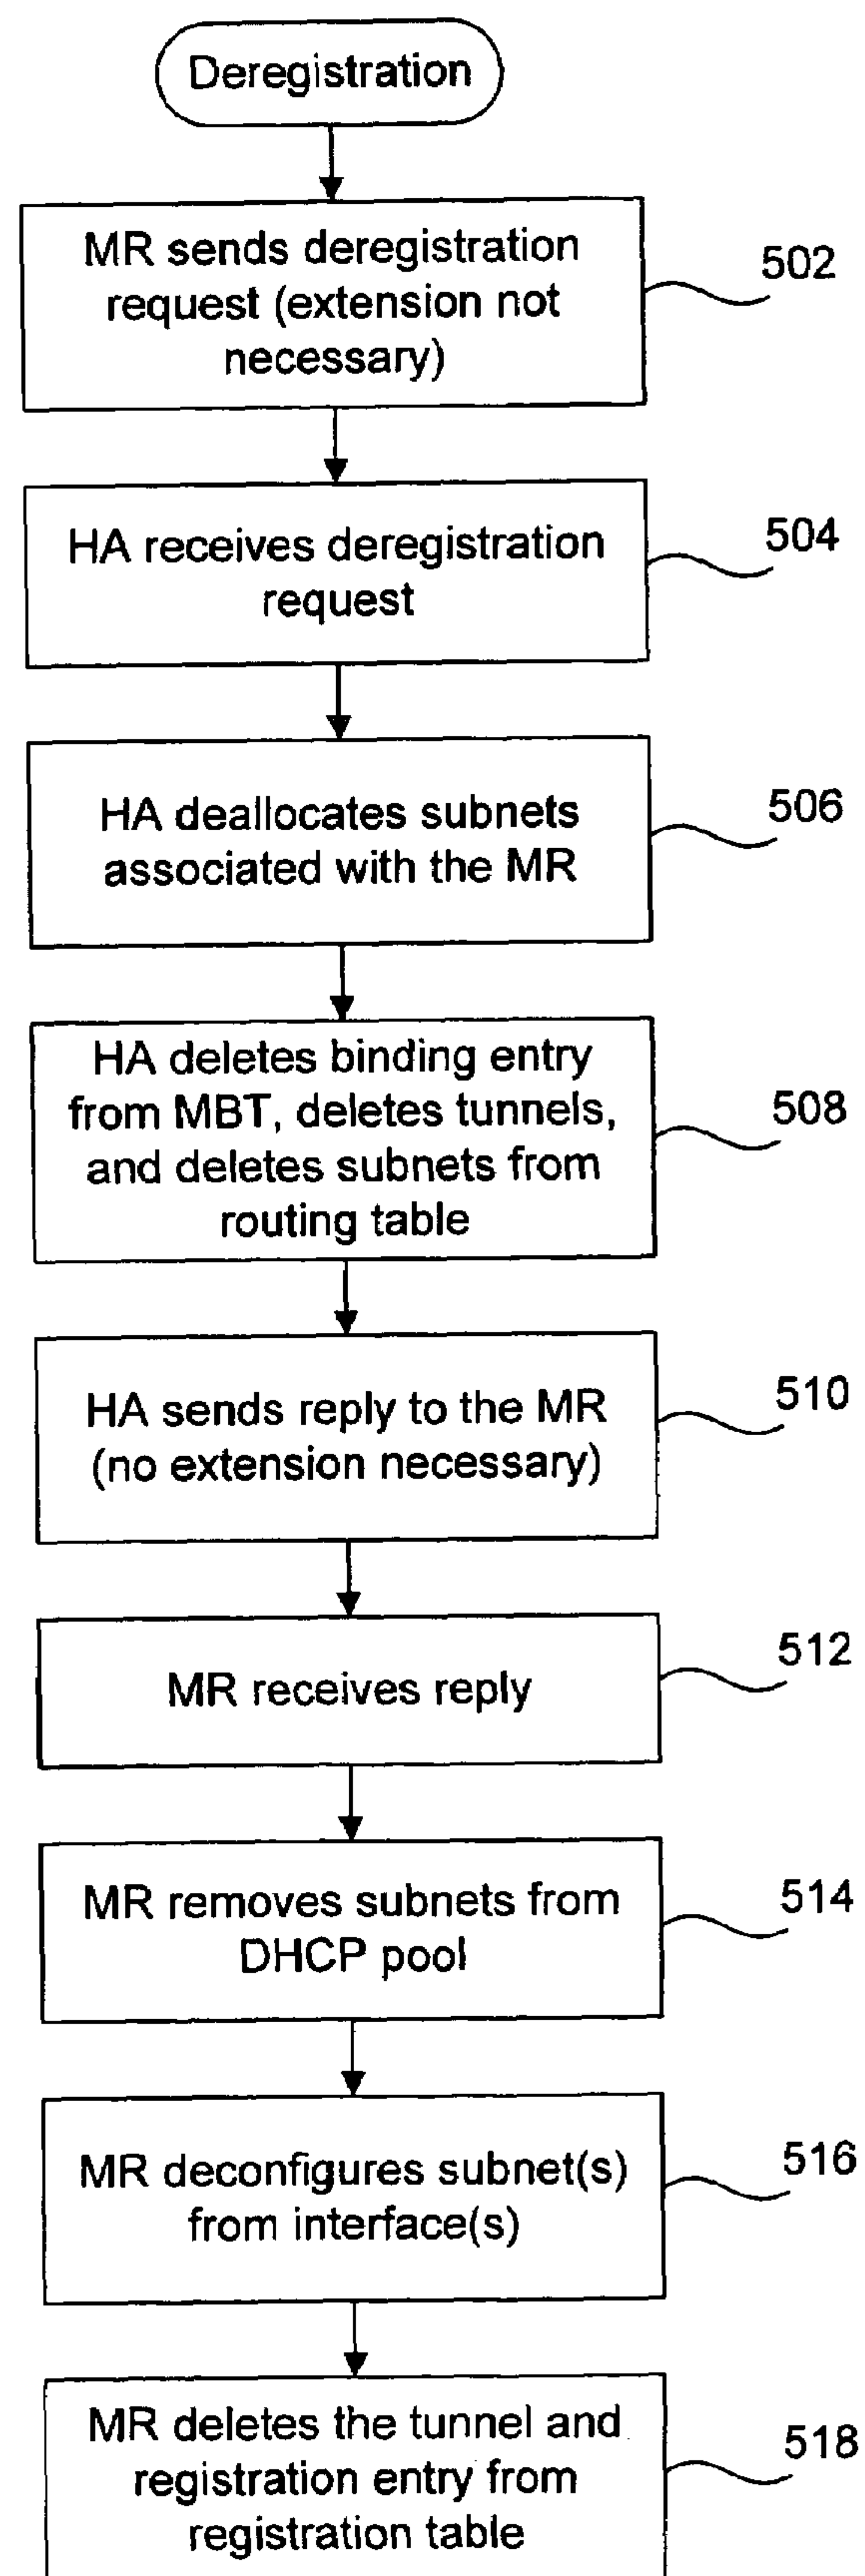 Deregistration
MR sends deregistration
request (extension not
necessary)
502
HA receives deregistration
request
504
HA deallocates subnets
associated with the MR
506
HA deletes binding entry
from MBT, deletes tunnels,
and deletes subnets from
routing table
508
HA sends reply to the MR
(no extension necessary)
510
MR receives reply
512
MR removes subnets from
DHCP pool
514
MR deconfigures subnet(s)
from interface(s)
516
MR deletes the tunnel and
registration entry from
registration table
518